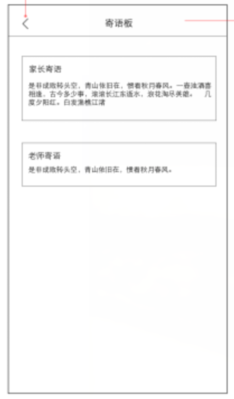 寄语板
家长寄语
是非成败转头空，青山依旧在，惯看秋月春风。一壶浊酒喜
相逢，古今多少事，滚滚长江东逝水，浪花淘尽英雄。 几
度夕阳红。白发渔樵江渚
老师寄语
是非成败转头空，青山依旧在，惯看秋月春风。